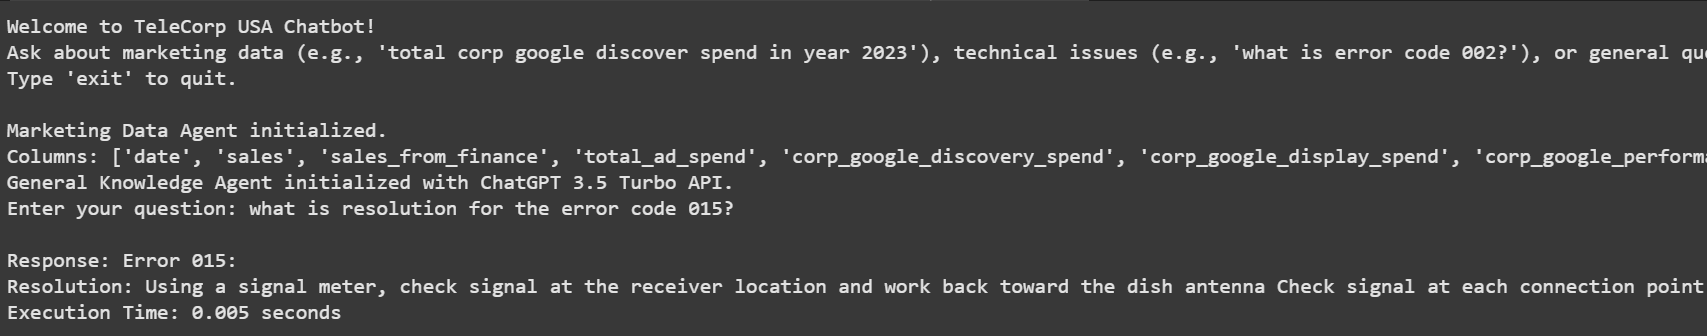 Welcome to TeleCorp USA Chatbot!
Ask about marketing data (e.g., 'total corp google discover spend in year 2023'), technical issues (e.g., 'what is error code 002?'), or general qu
Type 'exit' to quit.
Marketing Data Agent initialized.
Columns: ['date', 'sales', 'sales_from_finance', 'total_ad_spend', 'corp_google_discovery_spend', 'corp_google_display_spend', 'corp_google_performa
General Knowledge Agent initialized with ChatGPT 3.5 Turbo API.
Enter your question: what is resolution for the error code 015?
Response: Error 015:
Resolution: Using a signal meter, check signal at the receiver location and work back toward the dish antenna Check signal at each connection point
Execution Time: 0.005 seconds